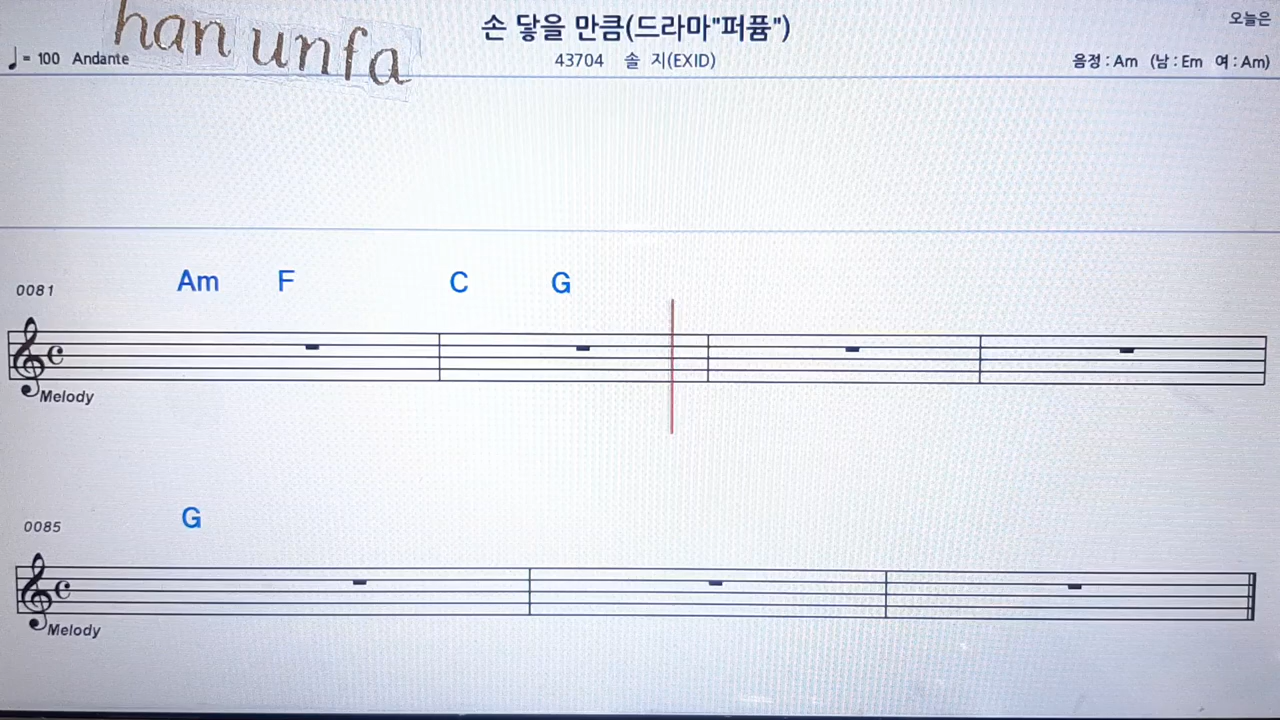 han unfa
손 닿을 만큼(드라마"퍼퓸")
오늘은
♩= 100 Andante
43704 솔 지(EXID)
음정 : Am (남 : Em 여 : Am)
0081 Am F C G
Melody
0085 G
Melody